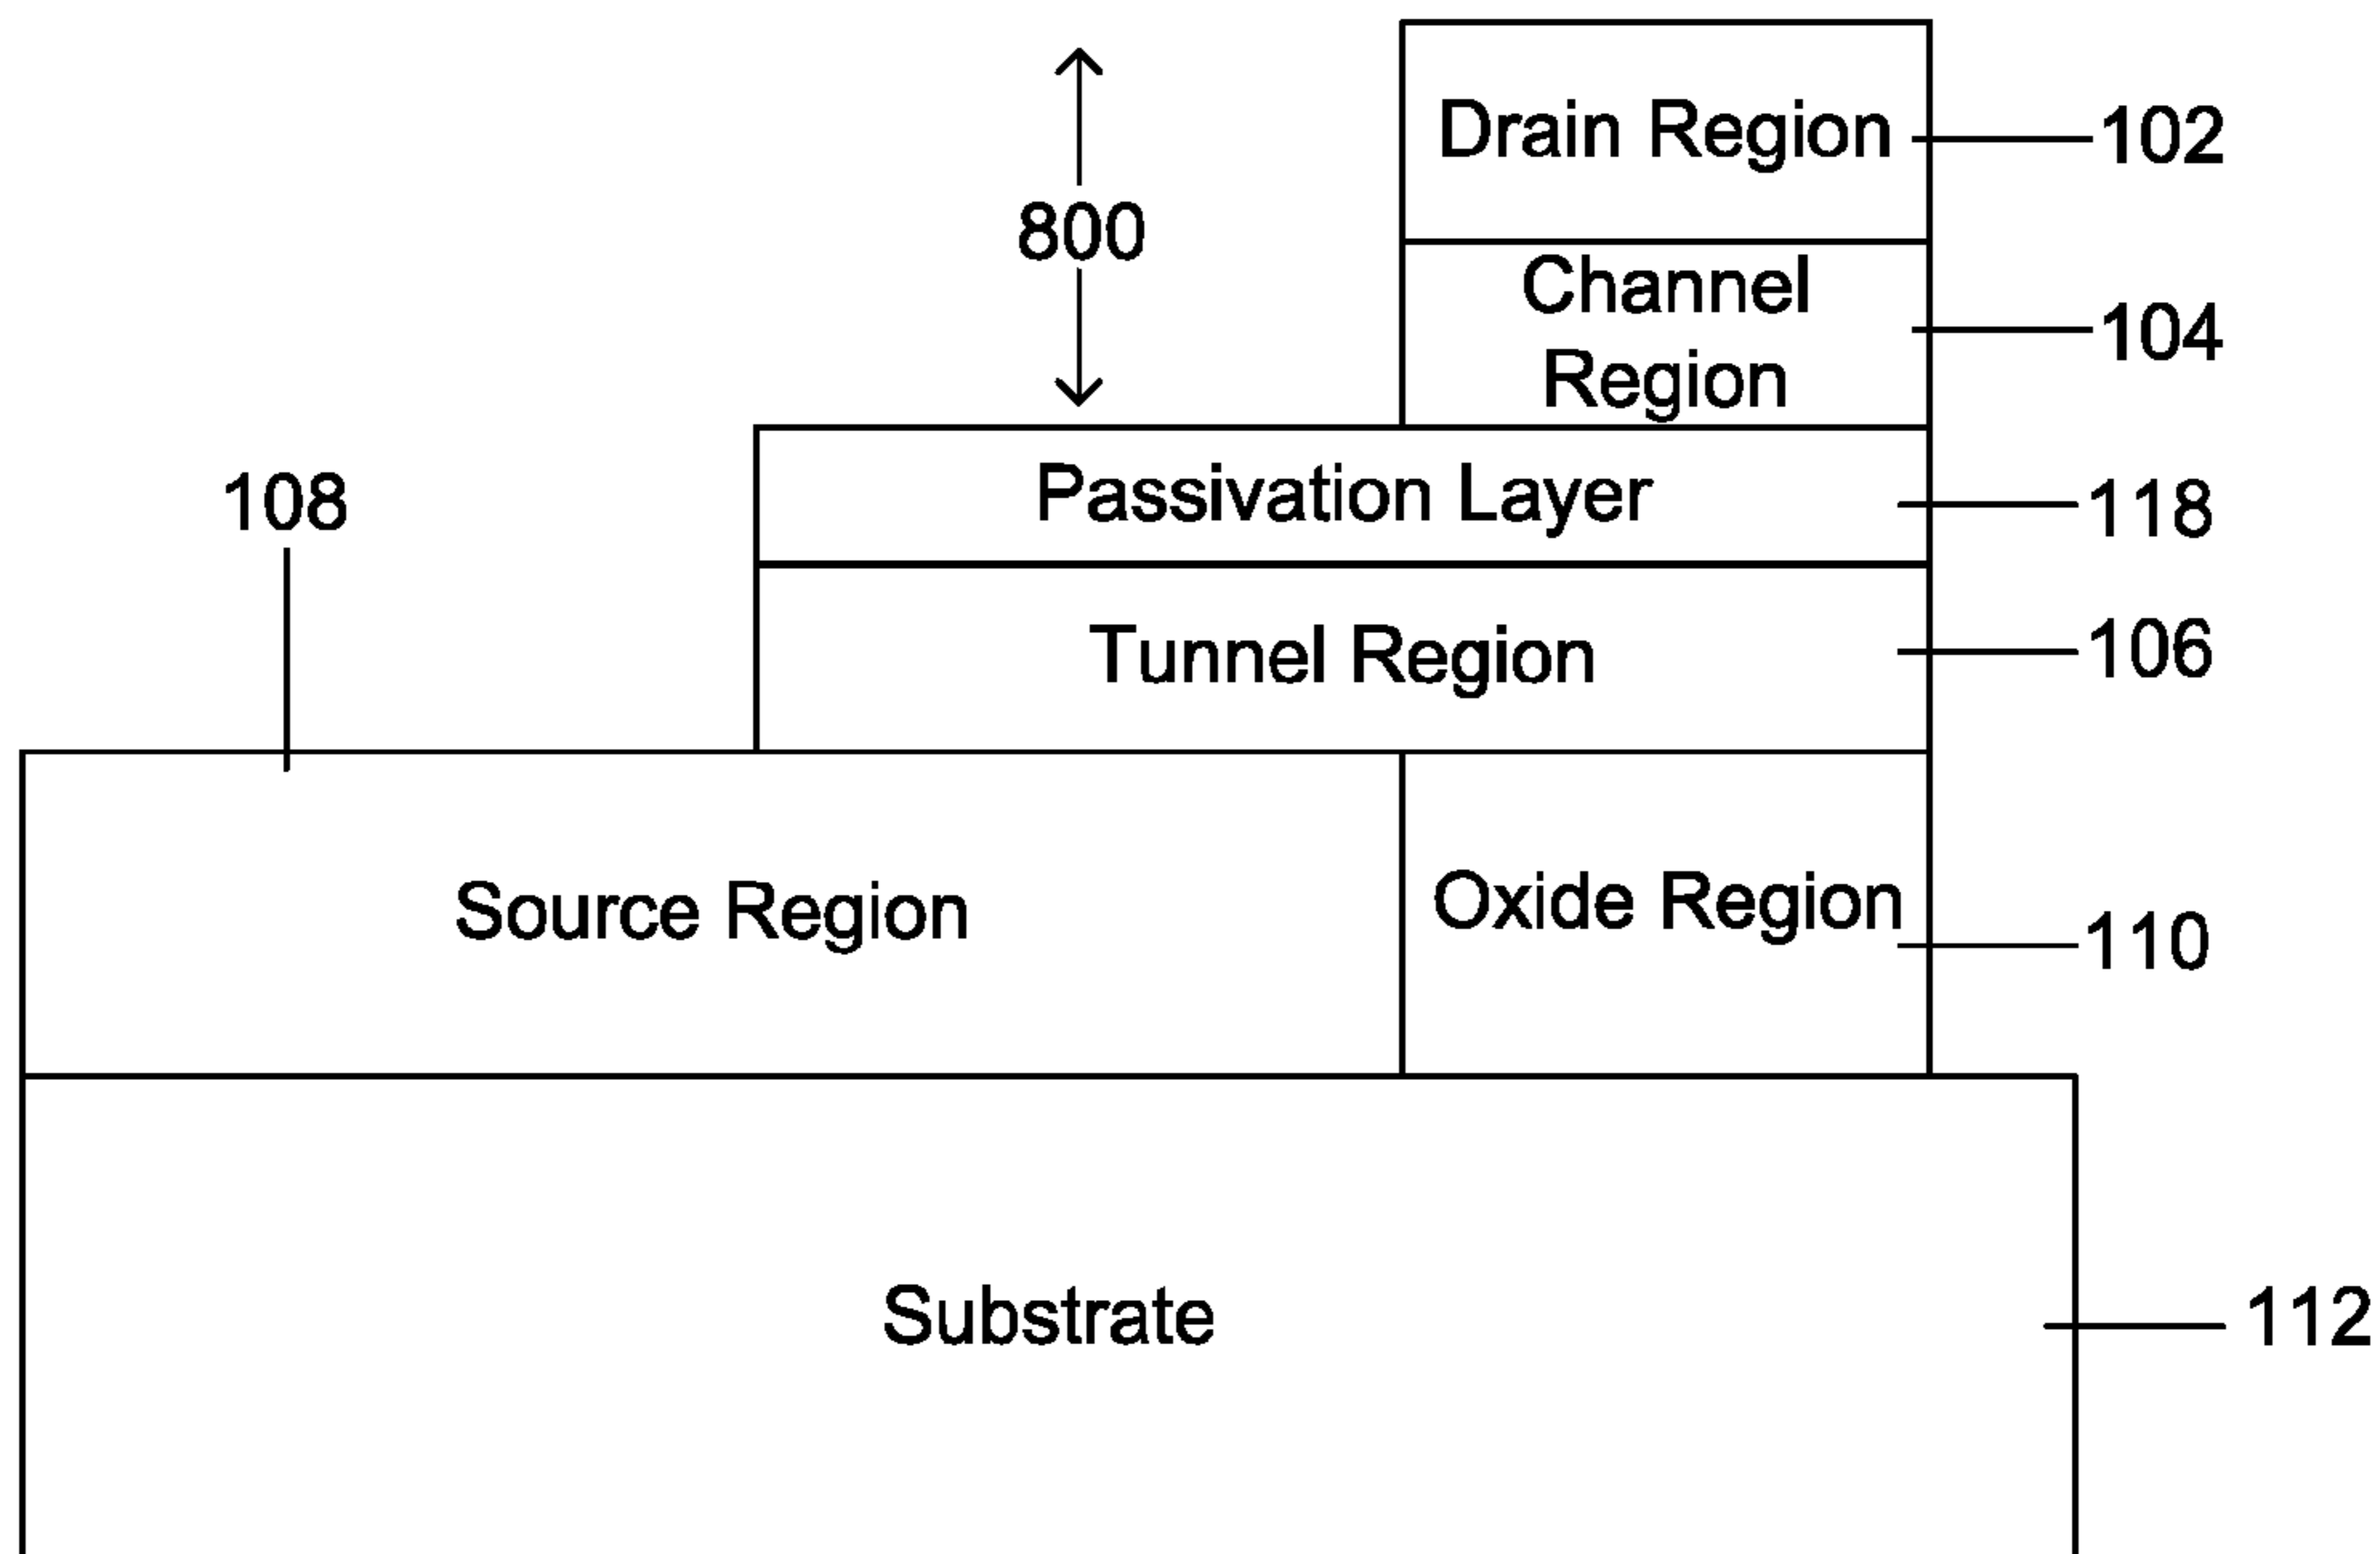 Drain Region
102
800
Channel
Region
104
108
Passivation Layer
118
Tunnel Region
106
Source Region
Oxide Region
110
Substrate
112